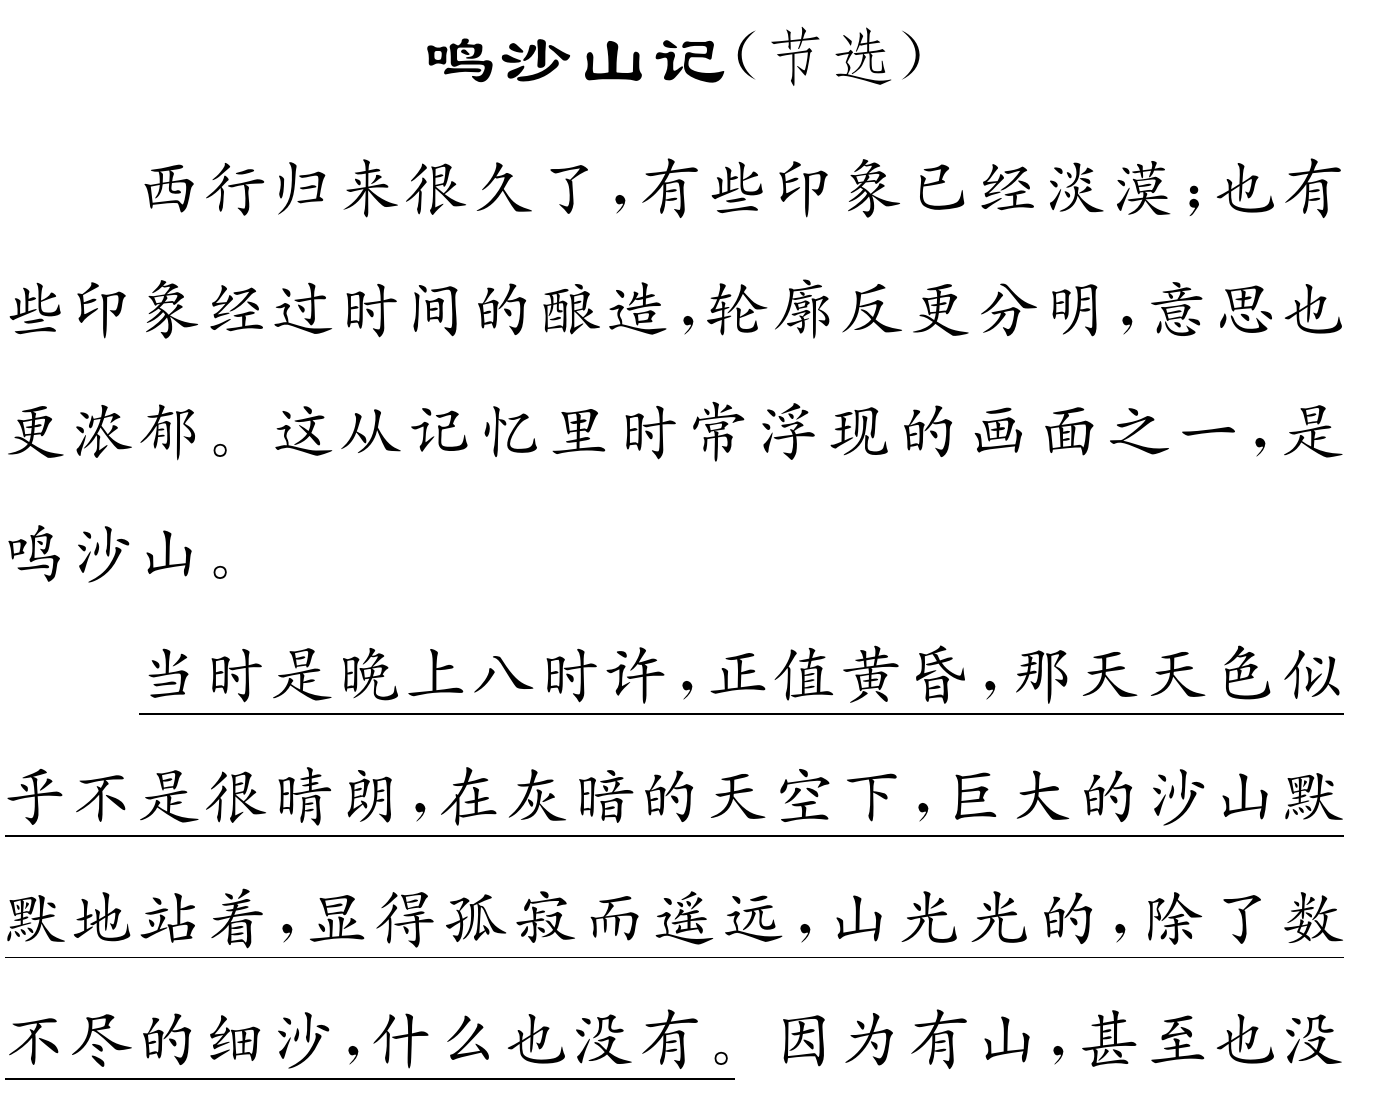 鸣沙山记(节选)
西行归来很久了,有些印象已经淡漠;也有
些印象经过时间的酿造,轮廓反更分明,意思也
更浓郁。这从记忆里时常浮现的画面之一,是
鸣沙山。
当时是晚上八时许,正值黄昏,那天天色似
乎不是很晴朗,在灰暗的天空下,巨大的沙山默
默地站着,显得孤寂而遥远,山光光的,除了数
不尽的细沙,什么也没有。因为有山,甚至也没